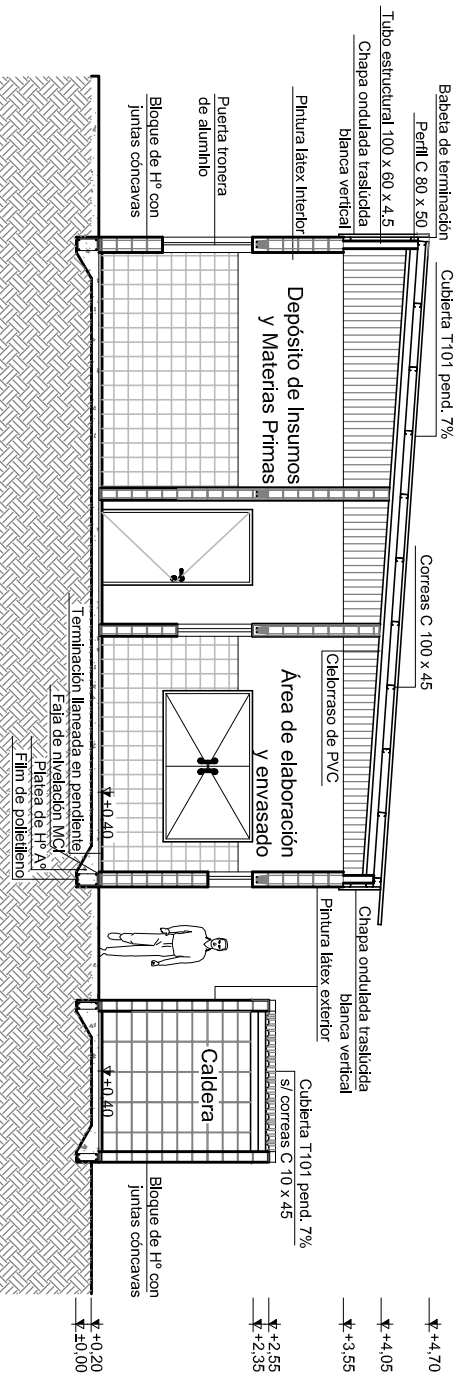 Babeta de terminación
Perfil C 80 x 50
Tubo estructural 100 x 60 x 4.5
Chapa ondulada traslúcida
blanca vertical
Pintura látex Interior
Puerta tronera
de aluminio
Bloque de Hº con
juntas cóncavas
Cubierta T101 pend. 7%
Depósito de Insumos
y Materias Primas
Correas C 100 x 45
Cielorraso de PVC
Área de elaboración
y envasado
+0,40
Terminación llaneada en pendiente
Faja de nivelación MCI
Platea de Hº Aº
Film de polietileno
Chapa ondulada traslúcida
blanca vertical
Pintura látex exterior
Cubierta T101 pend. 7%
s/ correas C 10 x 45
Caldera
+0,40
Bloque de Hº con
juntas cóncavas
+4,70
+4,05
+3,55
+2,55
+2,35
+0,20
±0,00